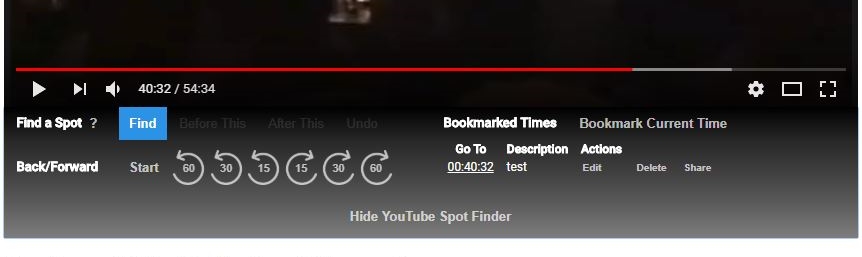 40:32 / 54:34
Find a Spot ? Find Before This After This Undo Bookmarked Times Bookmark Current Time
Go To Description Actions
Back/Forward Start 60 30 15 15 30 60 00:40:32 test Edit Delete Share
Hide YouTube Spot Finder